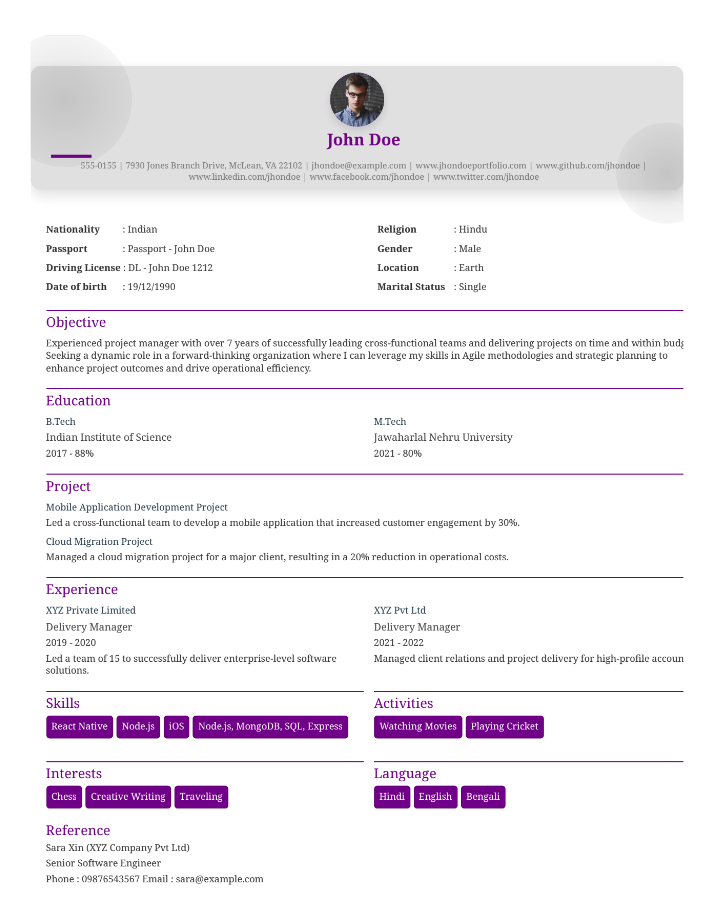 John Doe
555-0155 | 7930 Jones Branch Drive, McLean, VA 22102 | jhondoe@example.com | www.jhondoeportfolio.com | www.github.com/jhondoe |
www.linkedin.com/jhondoe | www.facebook.com/jhondoe | www.twitter.com/jhondoe
Nationality : Indian
Passport : Passport - John Doe
Driving License : DL - John Doe 1212
Date of birth : 19/12/1990
Religion : Hindu
Gender : Male
Location : Earth
Marital Status : Single
Objective
Experienced project manager with over 7 years of successfully leading cross-functional teams and delivering projects on time and within
Seeking a dynamic role in a forward-thinking organization where I can leverage my skills in Agile methodologies and strategic planning to
enhance project outcomes and drive operational efficiency.
Education
B.Tech
Indian Institute of Science
2017 - 88%
M.Tech
Jawaharlal Nehru University
2021 - 80%
Project
Mobile Application Development Project
Led a cross-functional team to develop a mobile application that increased customer engagement by 30%.
Cloud Migration Project
Managed a cloud migration project for a major client, resulting in a 20% reduction in operational costs.
Experience
XYZ Private Limited
Delivery Manager
2019 - 2020
Led a team of 15 to successfully deliver enterprise-level software
solutions.
XYZ Pvt Ltd
Delivery Manager
2021 - 2022
Managed client relations and project delivery for high-profile accoun
Skills
React Native Node.js iOS Node.js, MongoDB, SQL, Express
Activities
Watching Movies Playing Cricket
Interests
Chess Creative Writing Traveling
Language
Hindi English Bengali
Reference
Sara Xin (XYZ Company Pvt Ltd)
Senior Software Engineer
Phone : 09876543567 Email : sara@example.com